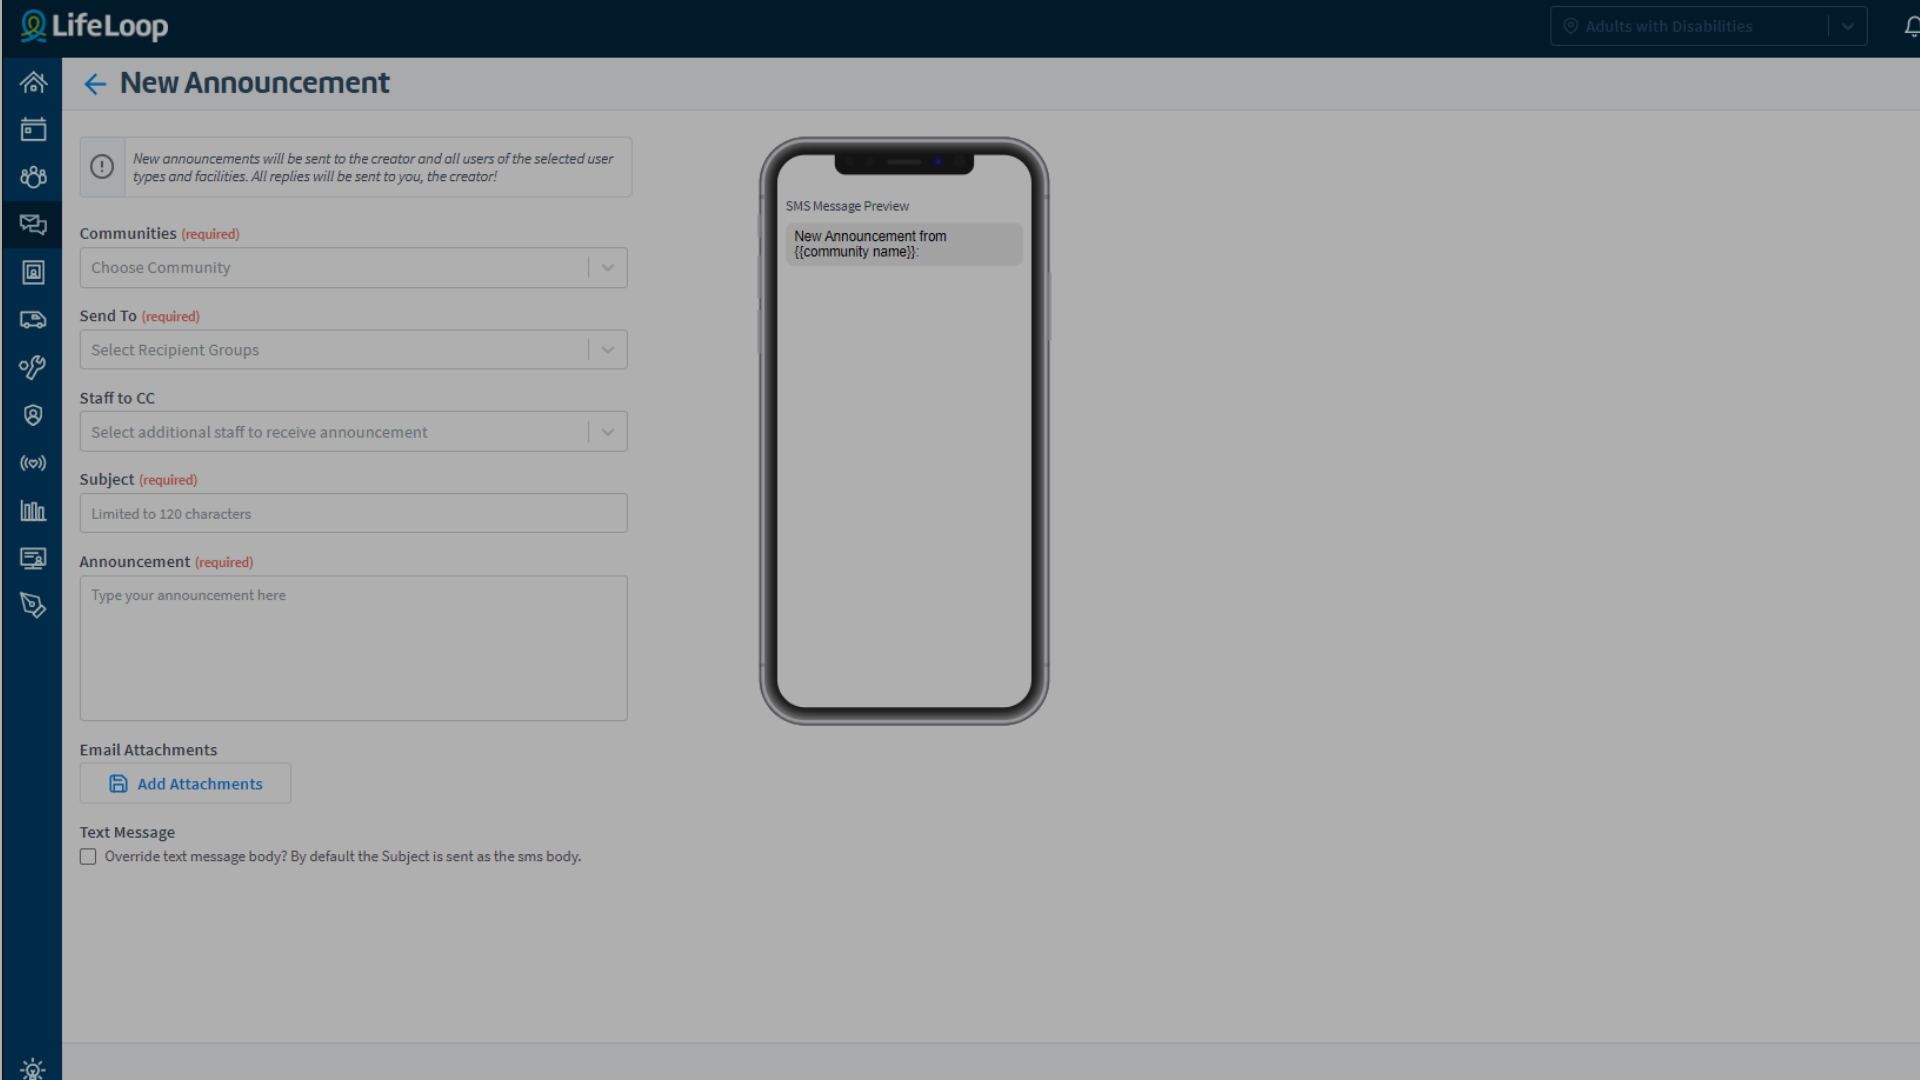 LifeLoop
Adults with Disabilities
New Announcement
New announcements will be sent to the creator and all users of the selected user
types and facilities. All replies will be sent to you, the creator!
Communities (required)
Choose Community
Send To (required)
Select Recipient Groups
Staff to CC
Select additional staff to receive announcement
Subject (required)
Limited to 120 characters
Announcement (required)
Type your announcement here
Email Attachments
Add Attachments
Text Message
Override text message body? By default the Subject is sent as the sms body.
SMS Message Preview
New Announcement from
{{community name}}: